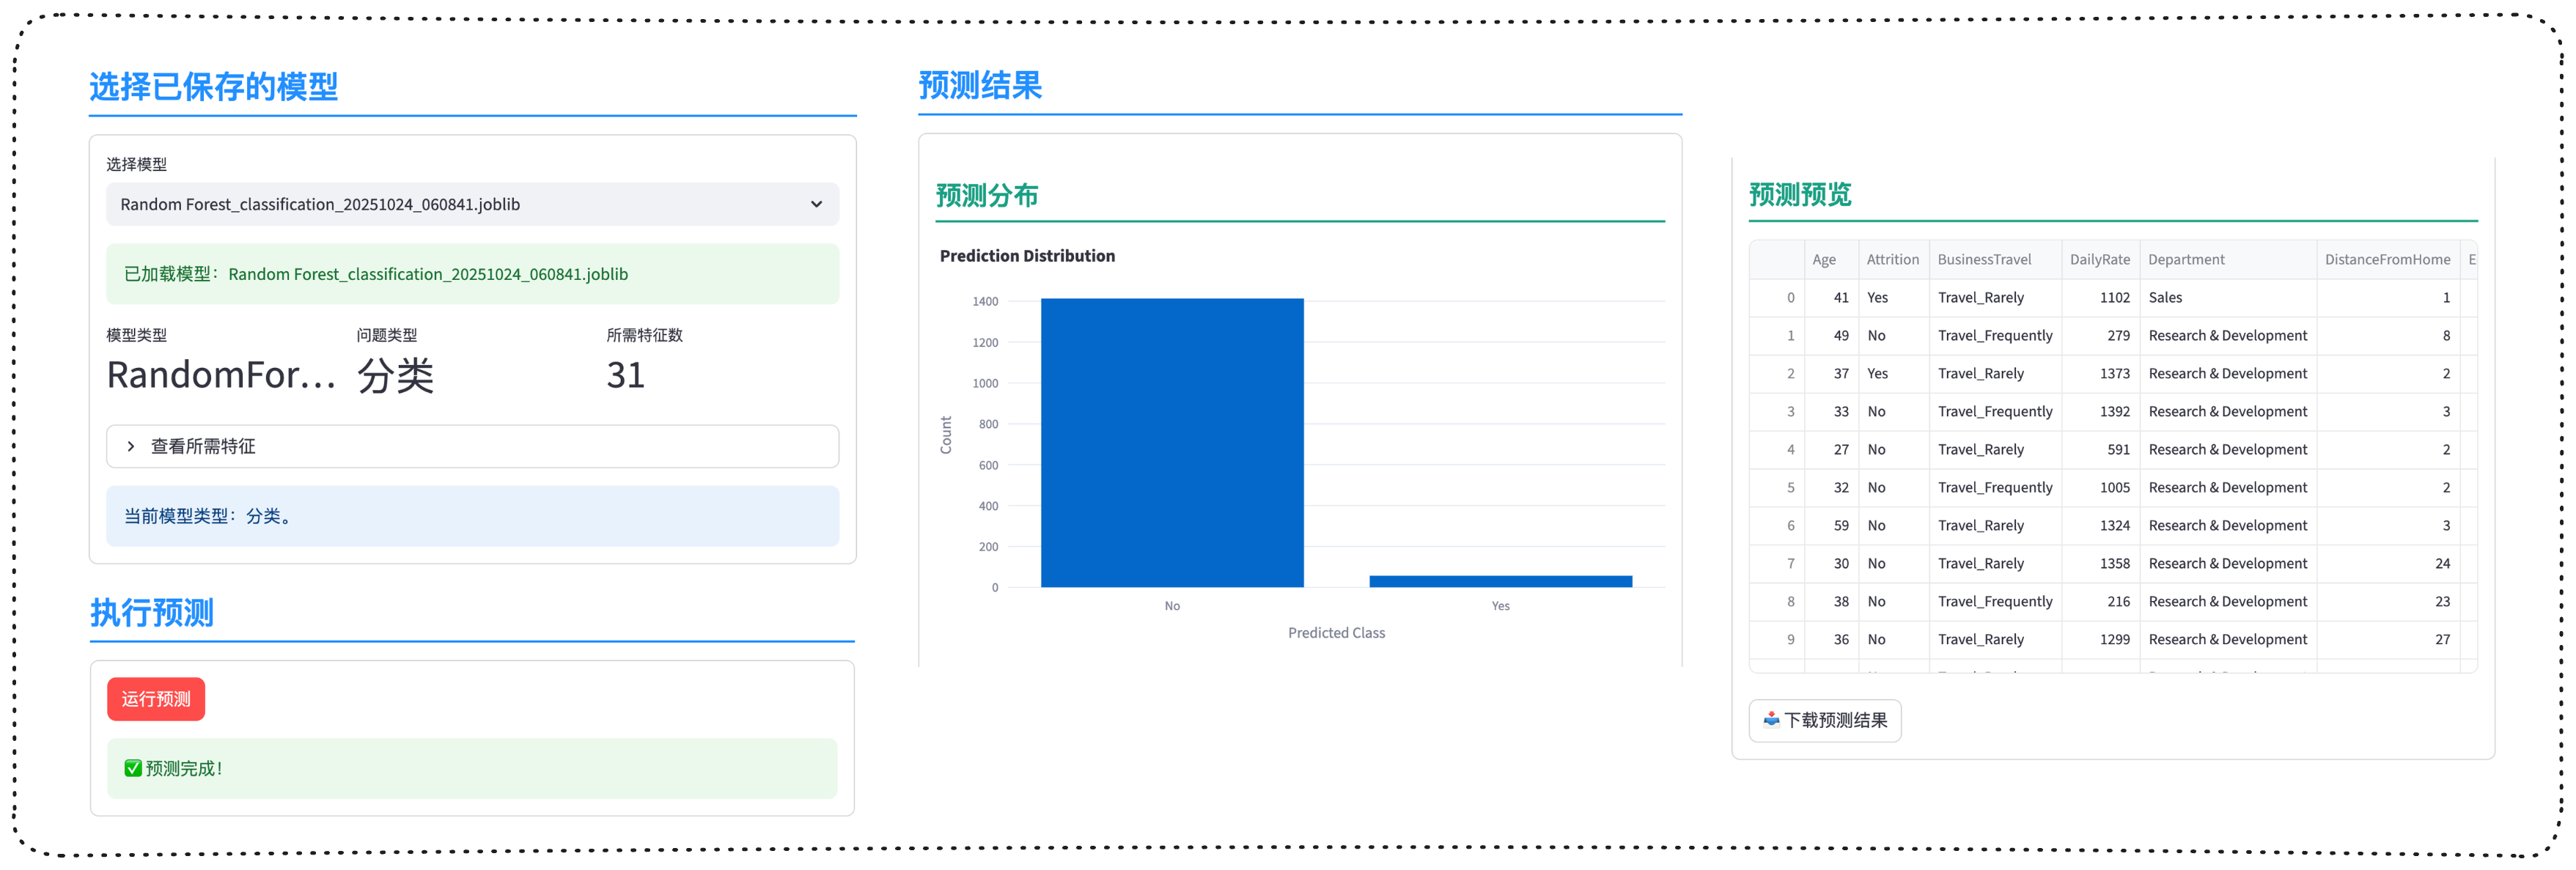 选择已保存的模型
选择模型
Random Forest_classification_20251024_060841.joblib
已加载模型：Random Forest_classification_20251024_060841.joblib
模型类型 问题类型 所需特征数
RandomFor... 分类 31
查看所需特征
当前模型类型：分类。
执行预测
运行预测
✅ 预测完成！
预测结果
预测分布
Prediction Distribution
1400
1200
1000
800
600
400
200
0
Count
No Yes
Predicted Class
预测预览
Age Attrition BusinessTravel DailyRate Department DistanceFromHome E
0 41 Yes Travel_Rarely 1102 Sales 1
1 49 No Travel_Frequently 279 Research & Development 8
2 37 Yes Travel_Rarely 1373 Research & Development 2
3 33 No Travel_Frequently 1392 Research & Development 3
4 27 No Travel_Rarely 591 Research & Development 2
5 32 No Travel_Frequently 1005 Research & Development 2
6 59 No Travel_Rarely 1324 Research & Development 3
7 30 No Travel_Rarely 1358 Research & Development 24
8 38 No Travel_Frequently 216 Research & Development 23
9 36 No Travel_Rarely 1299 Research & Development 27
📥 下载预测结果